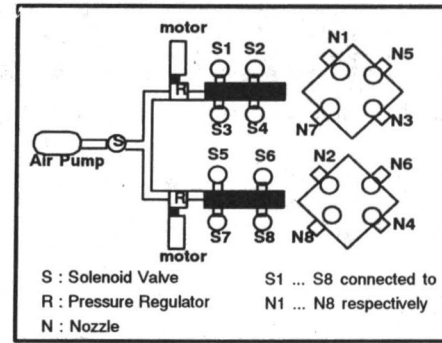 motor
S1 S2
N1
N5
R
S3 S4
N7
N3
S
Air Pump
S5 S6
N2
N6
R
S7 S8
N8
N4
motor
S : Solenoid Valve
R : Pressure Regulator
N : Nozzle
S1 ... S8 connected to
N1 ... N8 respectively